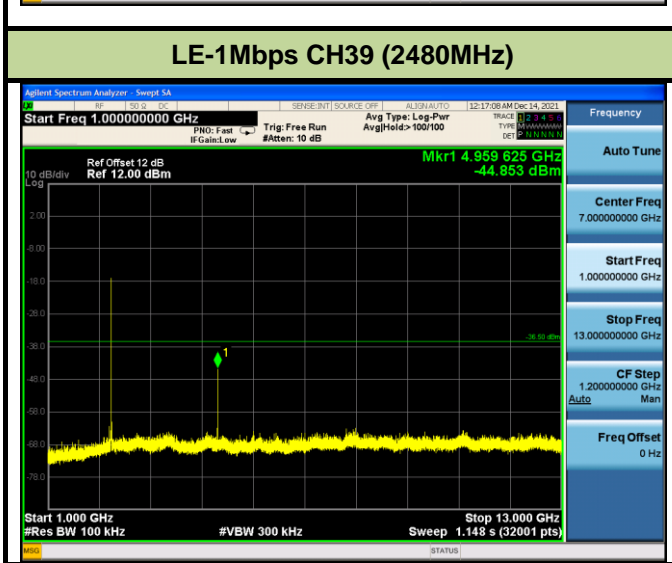 LE-1Mbps CH39 (2480MHz)
Agilent Spectrum Analyzer - Swept SA
RF 50 Ω DC SENSE:INT SOURCE OFF ALIGN AUTO 12:17:08 AM Dec 14, 2021
Start Freq 1.000000000 GHz
PNO: Fast
IFGain:Low
Trig: Free Run
#Atten: 10 dB
Avg Type: Log-Pwr
Avg|Hold:>100/100
TRACE 1 2 3 4 5 6
TYPE M
DET P N N N N N
Mkr1 4.959 625 GHz
-44.853 dBm
Ref Offset 12 dB
10 dB/div Ref 12.00 dBm
Log
2.00
-8.00
-18.0
-28.0
-36.50 dBm
-38.0
1
-48.0
-58.0
-68.0
-78.0
Start 1.000 GHz Stop 13.000 GHz
#Res BW 100 kHz #VBW 300 kHz Sweep 1.148 s (32001 pts)
MSG STATUS
Frequency
Auto Tune
Center Freq
7.000000000 GHz
Start Freq
1.000000000 GHz
Stop Freq
13.000000000 GHz
CF Step
1.200000000 GHz
Auto Man
Freq Offset
0 Hz